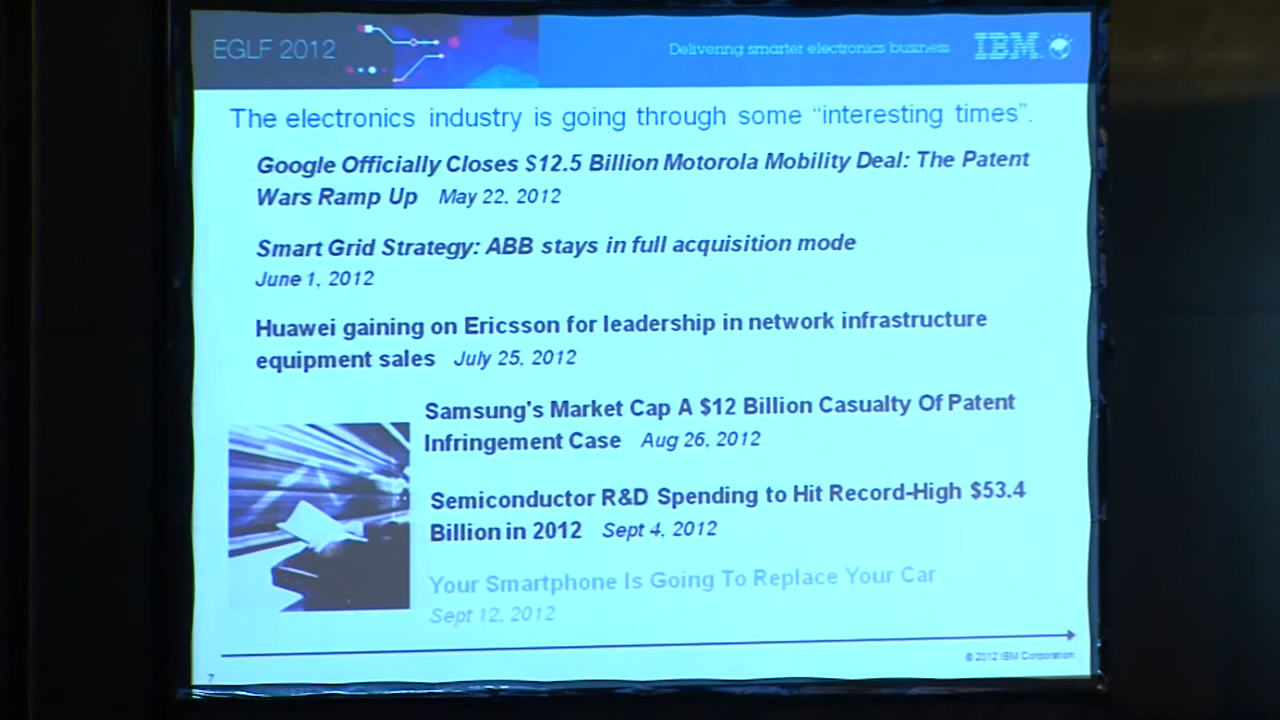 EGLF 2012
Delivering smarter electronics business
IBM
The electronics industry is going through some “interesting times”.
Google Officially Closes $12.5 Billion Motorola Mobility Deal: The Patent
Wars Ramp Up May 22, 2012
Smart Grid Strategy: ABB stays in full acquisition mode
June 1, 2012
Huawei gaining on Ericsson for leadership in network infrastructure
equipment sales July 25, 2012
Samsung's Market Cap A $12 Billion Casualty Of Patent
Infringement Case Aug 26, 2012
Semiconductor R&D Spending to Hit Record-High $53.4
Billion in 2012 Sept 4, 2012
Your Smartphone Is Going To Replace Your Car
Sept 12, 2012
© 2012 IBM Corporation
7